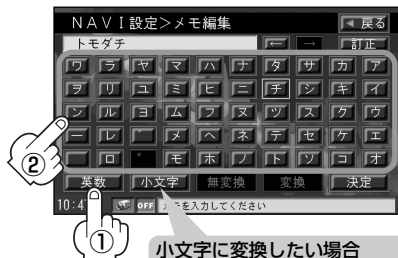 NAVI設定>メモ編集 戻る
トモダチ ← → 訂正
ワ ラ ヤ マ ハ ナ タ サ カ ア
ヲ リ ユ ミ ヒ ニ チ シ キ イ
ン ル ヨ ム フ ヌ ツ ス ク ウ
ー レ 「 メ ヘ ネ テ セ ケ エ
ロ ゜ モ ホ ノ ト ソ コ オ
② 
英数 小文字 無変換 変換 決定
OFF を入力してください
①
小文字に変換したい場合